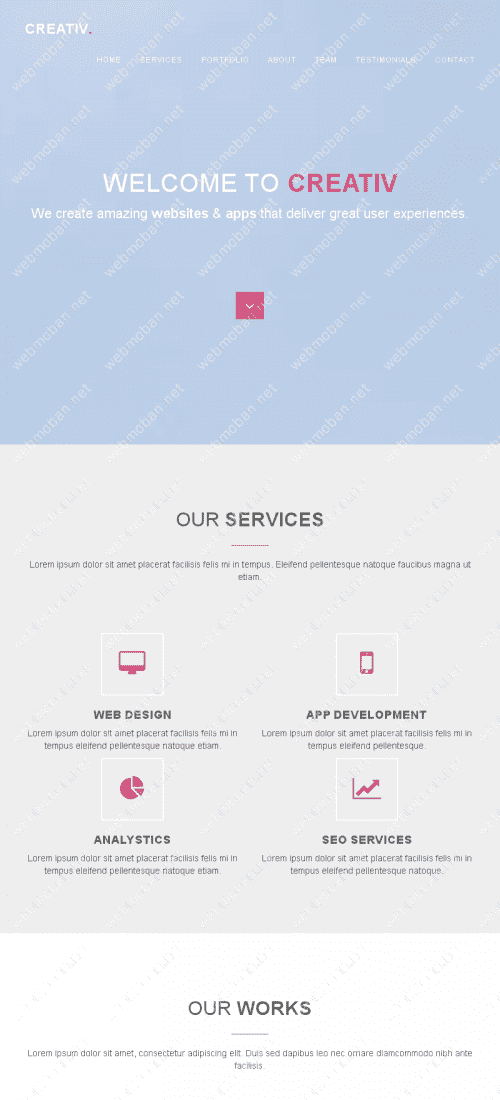 CREATIV.
HOME SERVICES PORTFOLIO ABOUT TEAM TESTIMONIALS CONTACT
WELCOME TO CREATIV
We create amazing websites & apps that deliver great user experiences.
OUR SERVICES
Lorem ipsum dolor sit amet placerat facilisis felis mi in tempus. Eleifend pellentesque natoque faucibus magna ut
etiam.
WEB DESIGN
Lorem ipsum dolor sit amet placerat facilisis felis mi in
tempus eleifend pellentesque natoque etiam.
APP DEVELOPMENT
Lorem ipsum dolor sit amet placerat facilisis felis mi in
tempus eleifend pellentesque.
ANALYSTICS
Lorem ipsum dolor sit amet placerat facilisis felis mi in
tempus eleifend pellentesque natoque etiam.
SEO SERVICES
Lorem ipsum dolor sit amet placerat facilisis felis mi in
tempus eleifend pellentesque natoque.
OUR WORKS
Lorem ipsum dolor sit amet, consectetur adipiscing elit. Duis sed dapibus leo nec ornare diamcommodo nibh ante
facilisis.
webmoban.net